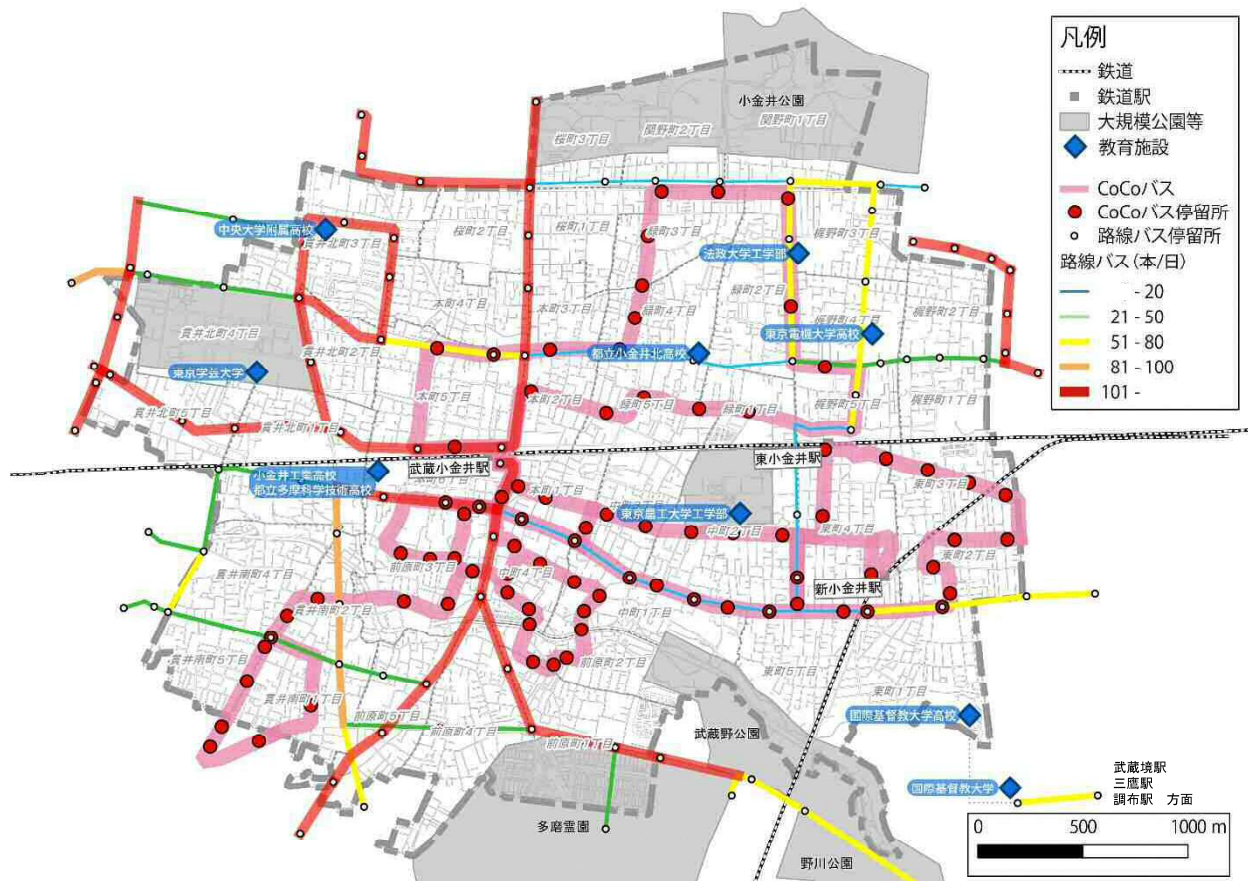 凡例
鉄道
鉄道駅
大規模公園等
教育施設
CoCoバス
CoCoバス停留所
路線バス停留所
路線バス(本/日)
- 20
21 - 50
51 - 80
81 - 100
101 -
小金井公園
関野町2丁目
関野町1丁目
桜町3丁目
中央大学附属高校
貫井北町3丁目
桜町2丁目
桜町1丁目
緑町3丁目
梶野町3丁目
法政大学工学部
本町4丁目
本町3丁目
緑町4丁目
緑町2丁目
梶野町4丁目
梶野町2丁目
貫井北町4丁目
貫井北町2丁目
東京電機大学高校
都立小金井北高校
東京学芸大学
本町5丁目
本町2丁目
緑町5丁目
緑町1丁目
梶野町5丁目
梶野町1丁目
貫井北町5丁目
貫井北町1丁目
武蔵小金井駅
東小金井駅
小金井工業高校
都立多摩科学技術高校
本町6丁目
本町1丁目
東京農工大学工学部
中町2丁目
東町3丁目
東町4丁目
東町2丁目
貫井南町4丁目
前原町3丁目
中町4丁目
中町1丁目
新小金井駅
貫井南町2丁目
貫井南町5丁目
前原町2丁目
東町5丁目
東町1丁目
貫井南町1丁目
国際基督教大学高校
前原町5丁目
前原町4丁目
前原町1丁目
武蔵野公園
国際基督教大学
武蔵境駅
三鷹駅
調布駅 方面
多磨霊園
野川公園
0 500 1000 m